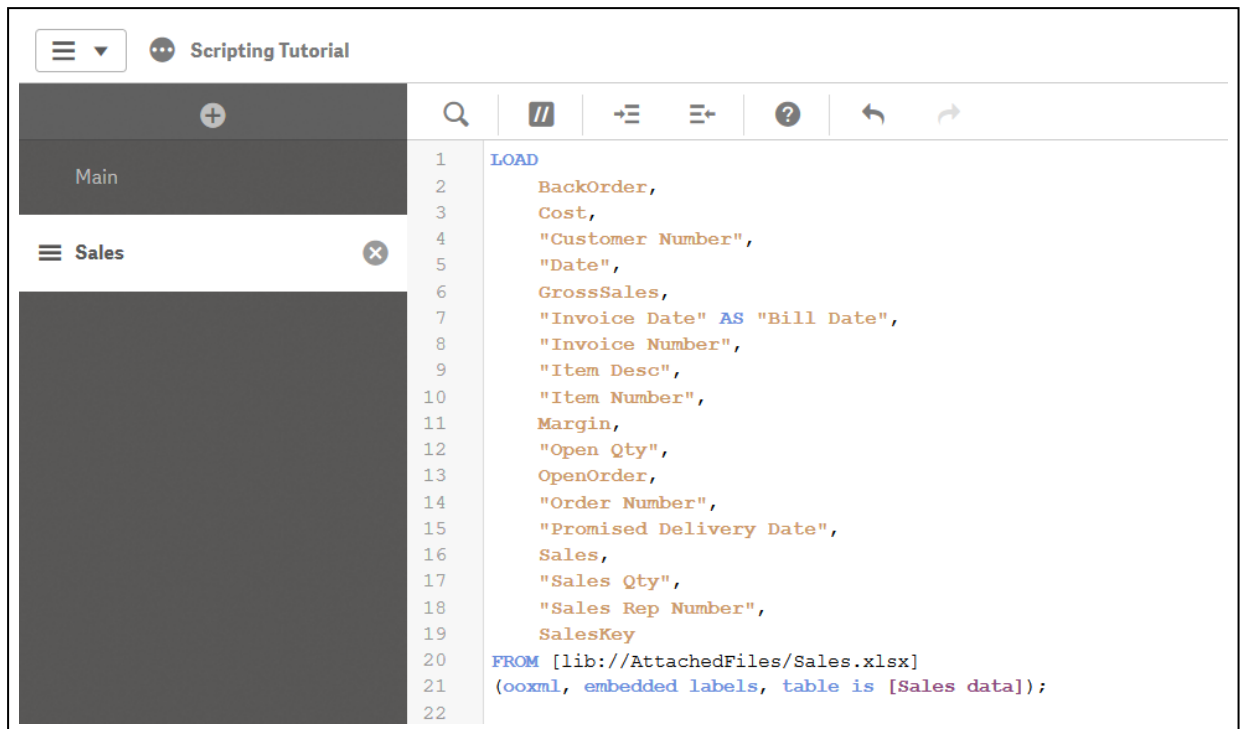 Scripting Tutorial
Main
Sales
//
?
1 LOAD
2 BackOrder,
3 Cost,
4 "Customer Number",
5 "Date",
6 GrossSales,
7 "Invoice Date" AS "Bill Date",
8 "Invoice Number",
9 "Item Desc",
10 "Item Number",
11 Margin,
12 "Open Qty",
13 OpenOrder,
14 "Order Number",
15 "Promised Delivery Date",
16 Sales,
17 "Sales Qty",
18 "Sales Rep Number",
19 SalesKey
20 FROM [lib://AttachedFiles/Sales.xlsx]
21 (ooxml, embedded labels, table is [Sales data]);
22